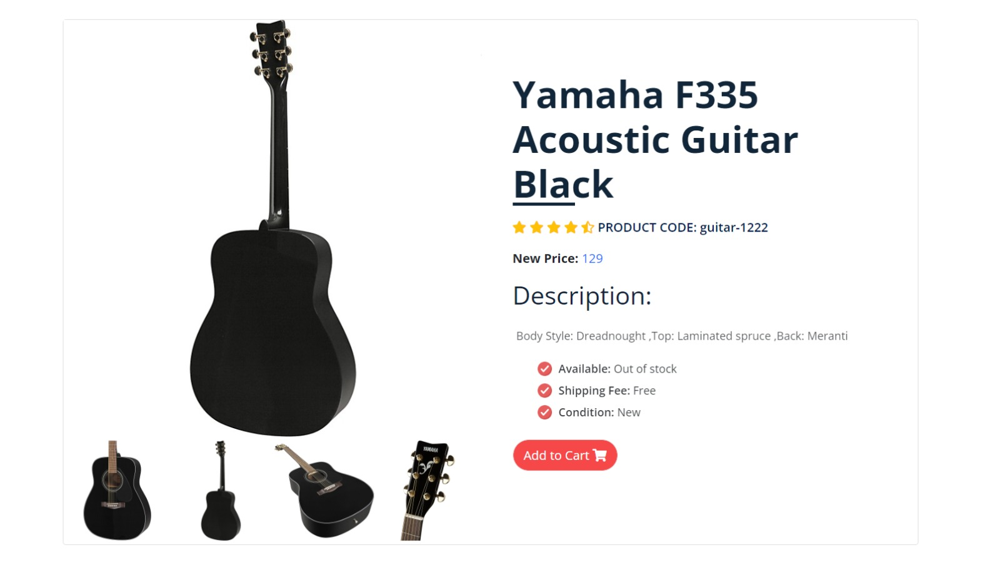 Yamaha F335
Acoustic Guitar
Black
PRODUCT CODE: guitar-1222
New Price: 129
Description:
Body Style: Dreadnought ,Top: Laminated spruce ,Back: Meranti
Available: Out of stock
Shipping Fee: Free
Condition: New
Add to Cart
YAMAHA